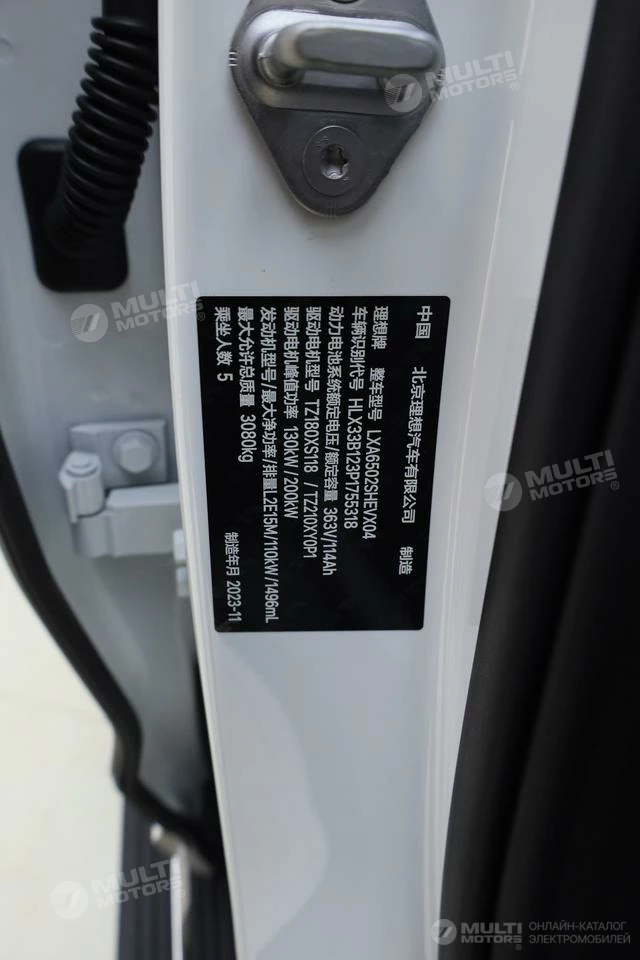 中国 北京理想汽车有限公司 制造
理想牌 整车型号 LXA6502SHEVX04
车辆识别代号 HLX33B123P1755318
动力电池系统额定电压/额定容量 363V/114Ah
驱动电机型号 TZ180XS118 / TZ210XY0P1
驱动电机峰值功率 130kW/200kW
发动机型号/最大净功率/排量L2E15M/110kW/1496mL
最大允许总质量 3080kg
乘坐人数 5 制造年月 2023-11
MULTI MOTORS®
MULTI MOTORS®
MULTI MOTORS®
MULTI MOTORS®
MULTI MOTORS® ОНЛАЙН-КАТАЛОГ ЭЛЕКТРОМОБИЛЕЙ